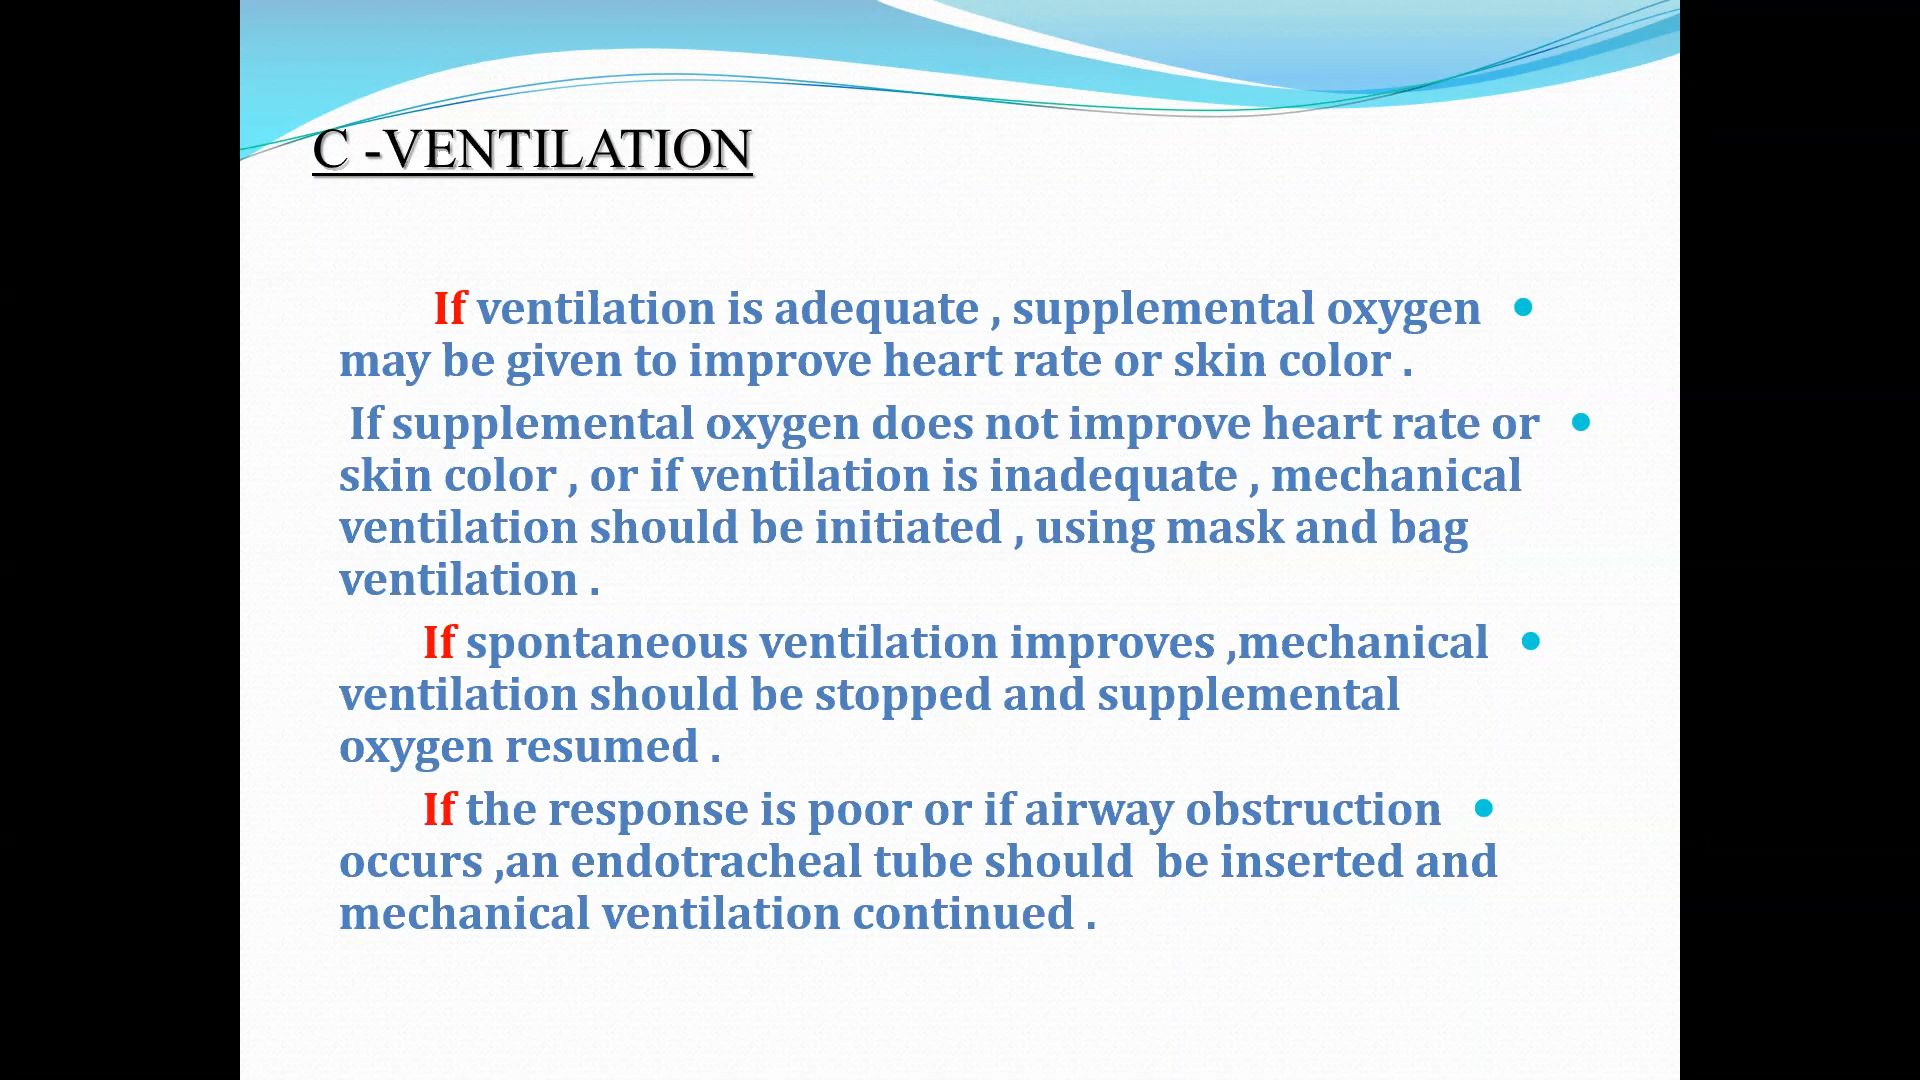 C -VENTILATION
If ventilation is adequate , supplemental oxygen •
may be given to improve heart rate or skin color .
If supplemental oxygen does not improve heart rate or •
skin color , or if ventilation is inadequate , mechanical
ventilation should be initiated , using mask and bag
ventilation .
If spontaneous ventilation improves ,mechanical •
ventilation should be stopped and supplemental
oxygen resumed .
If the response is poor or if airway obstruction •
occurs ,an endotracheal tube should  be inserted and
mechanical ventilation continued .